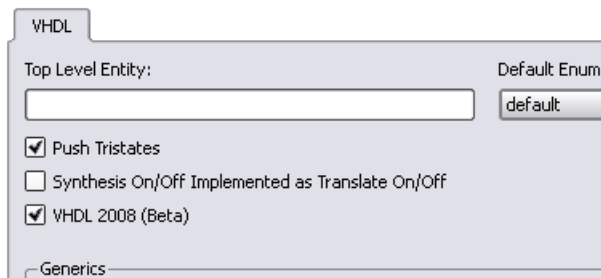 VHDL
Top Level Entity:
Default Enum
default
Push Tristates
Synthesis On/Off Implemented as Translate On/Off
VHDL 2008 (Beta)
Generics